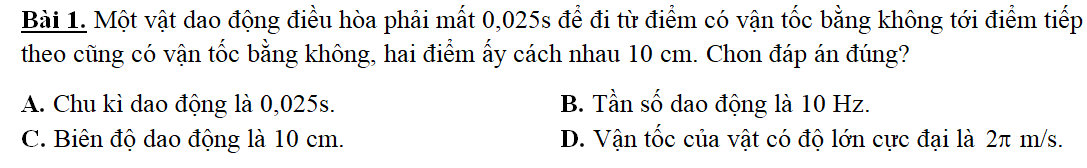 Bài 1. Một vật dao động điều hòa phải mất 0,025s để đi từ điểm có vận tốc bằng không tới điểm tiếp
theo cũng có vận tốc bằng không, hai điểm ấy cách nhau 10 cm. Chon đáp án đúng?
A. Chu kì dao động là 0,025s. B. Tần số dao động là 10 Hz.
C. Biên độ dao động là 10 cm. D. Vận tốc của vật có độ lớn cực đại là 2π m/s.